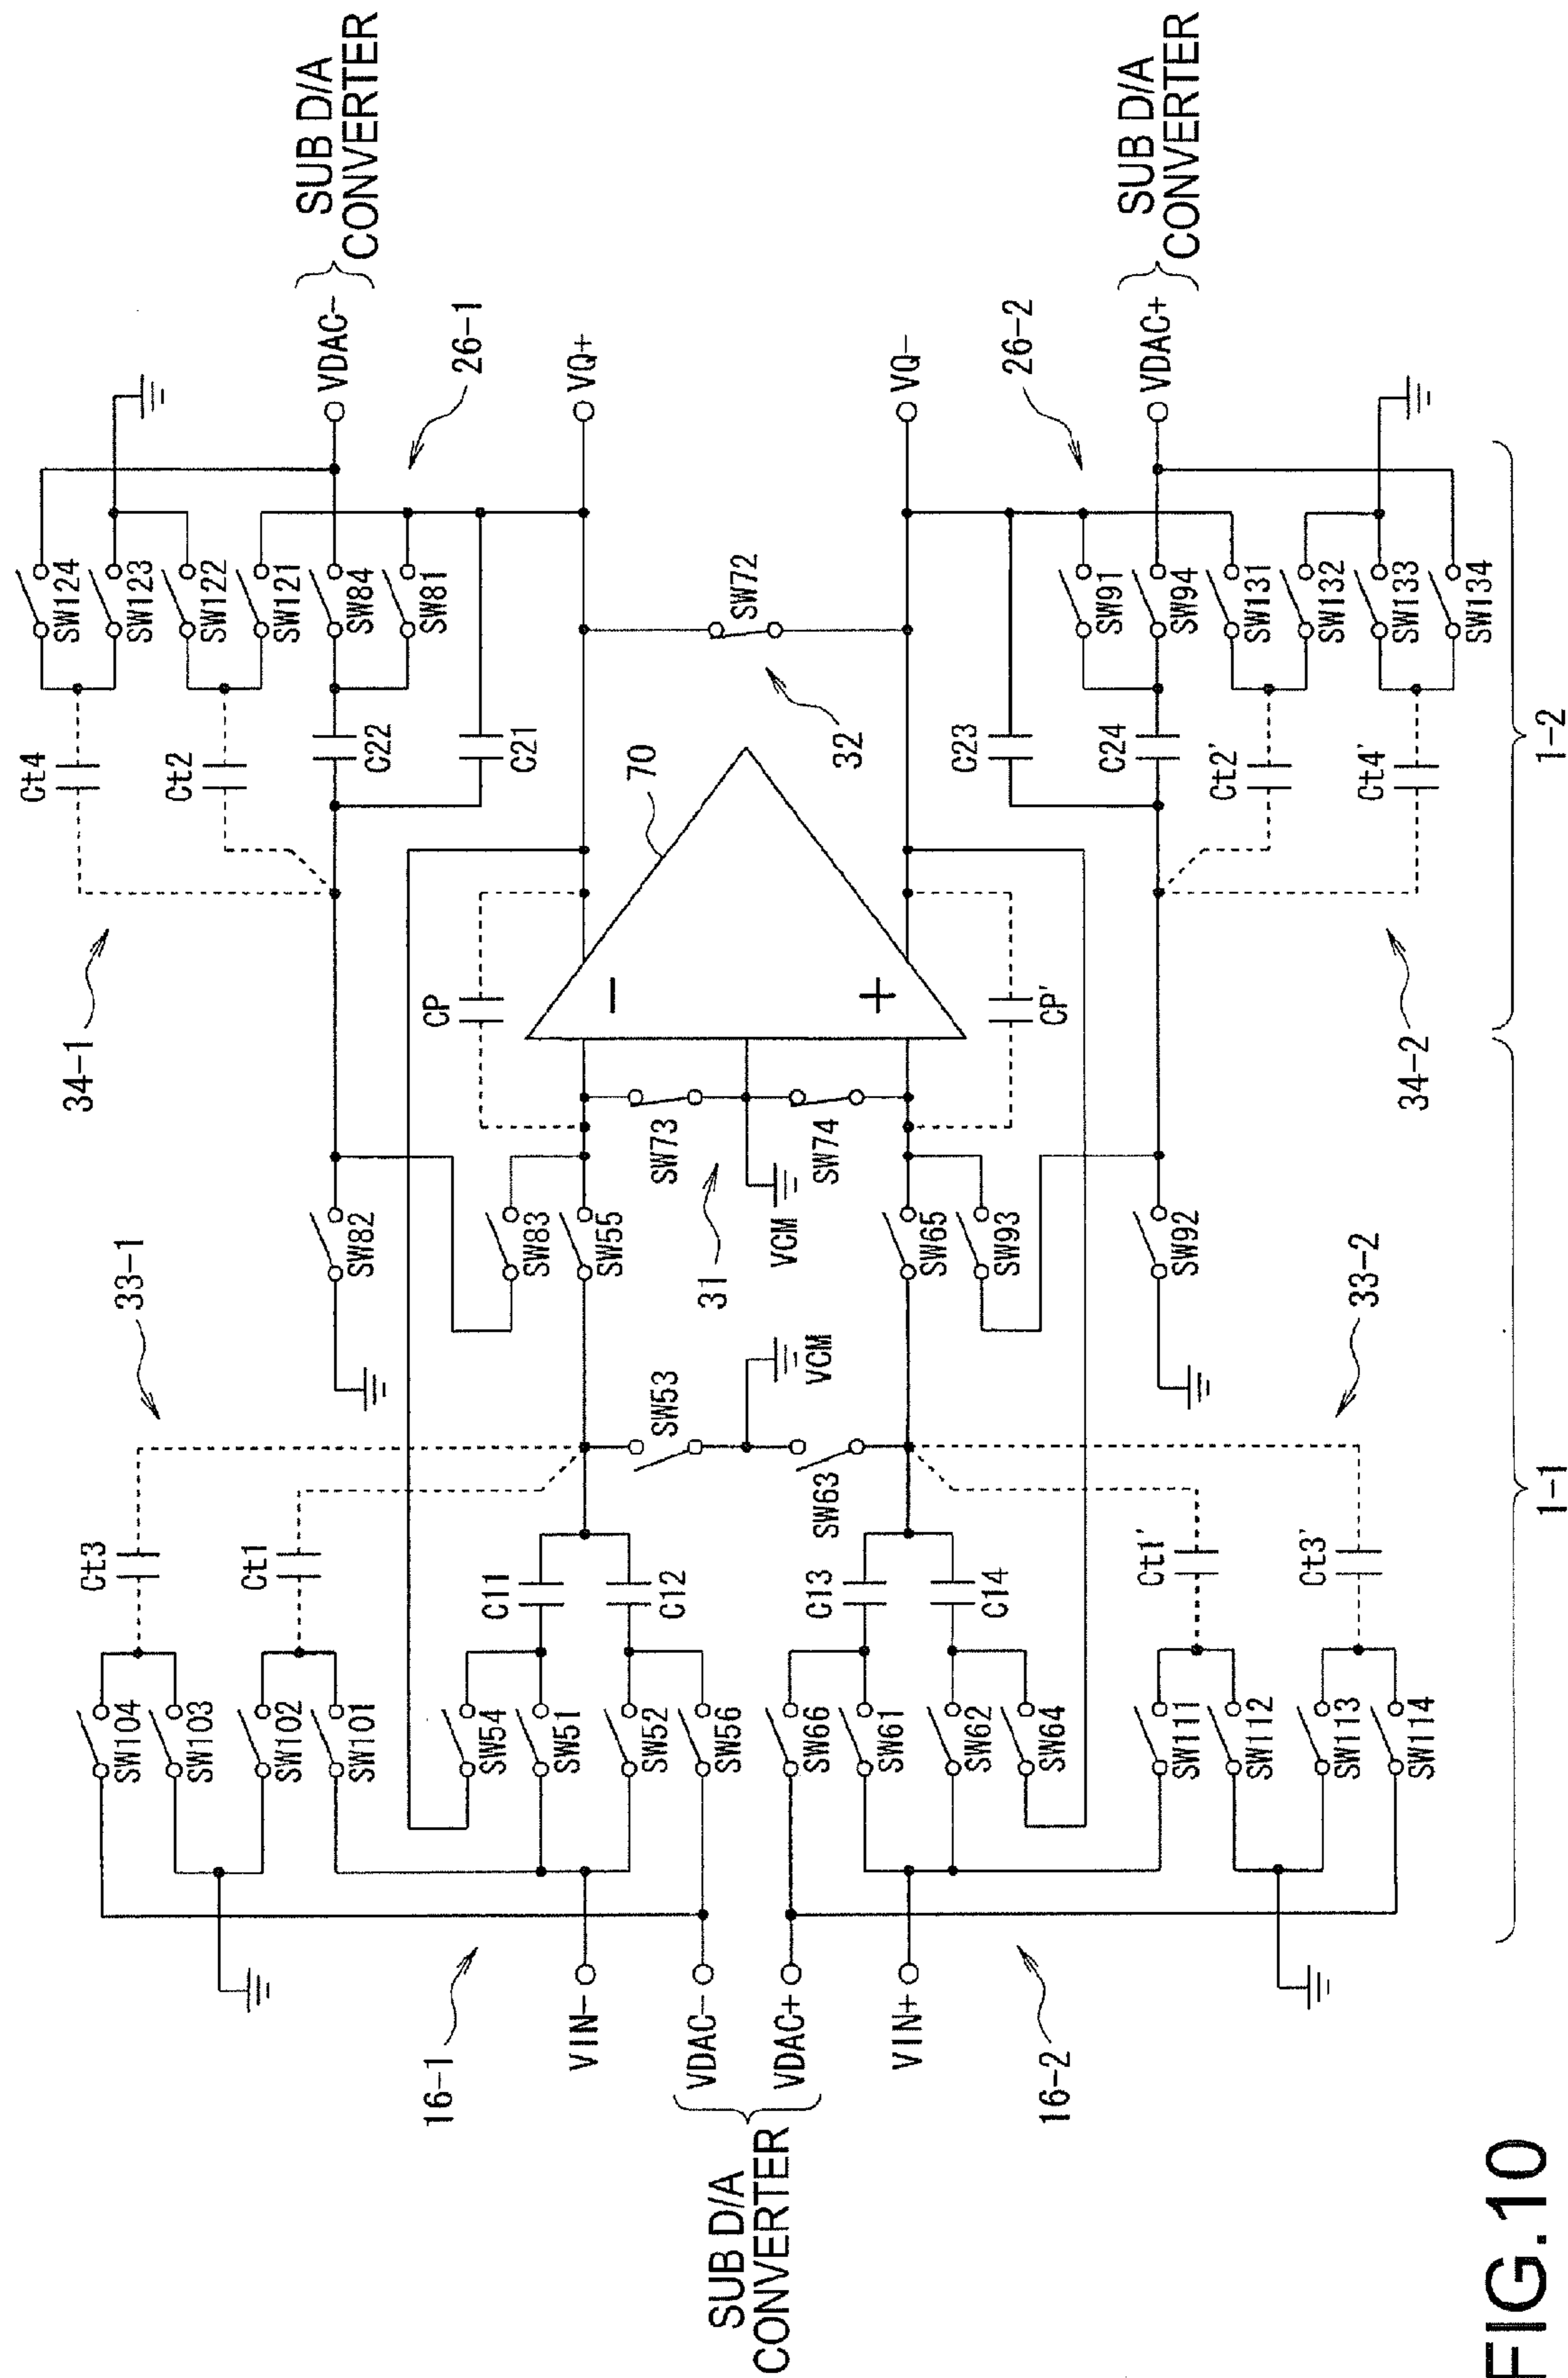 SUB D/A
CONVERTER
SUB D/A
CONVERTER
VDAC-
VQ+
VQ-
VDAC+
26-1
26-2
SW124
SW123
SW122
SW121
SW84
SW81
SW72
SW91
SW94
SW131
SW132
SW133
SW134
Ct4
Ct2
C22
C21
70
32
C23
C24
Ct2'
Ct4'
1-2
34-1
CP
-
+
CP'
34-2
SW73
SW74
31
VCM
SW82
SW83
SW55
SW65
SW93
SW92
33-1
33-2
SW53
VCM
SW63
Ct3
Ct1
C11
C12
C13
C14
Ct1'
Ct3'
1-1
SW104
SW103
SW102
SW101
SW54
SW51
SW52
SW56
SW66
SW61
SW62
SW64
SW111
SW112
SW113
SW114
16-1
VIN-
VDAC-
VDAC+
VIN+
16-2
SUB D/A
CONVERTER
FIG.10